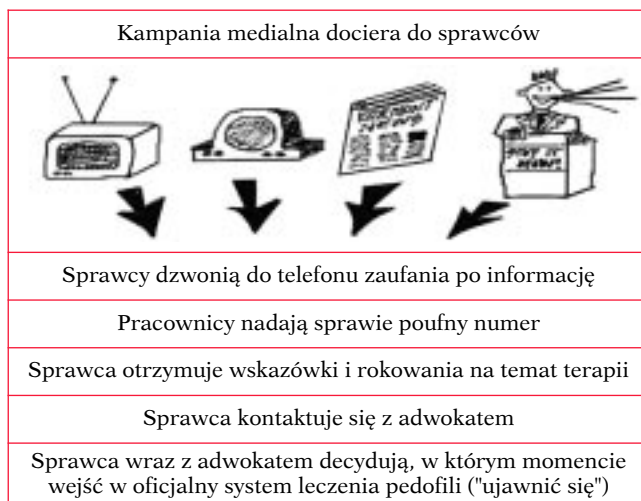 Kampania medialna dociera do sprawców
Sprawcy dzwonią do telefonu zaufania po informację
Pracownicy nadają sprawie poufny numer
Sprawca otrzymuje wskazówki i rokowania na temat terapii
Sprawca kontaktuje się z adwokatem
Sprawca wraz z adwokatem decydują, w którym momencie
wejść w oficjalny system leczenia pedofili ("ujawnić się")